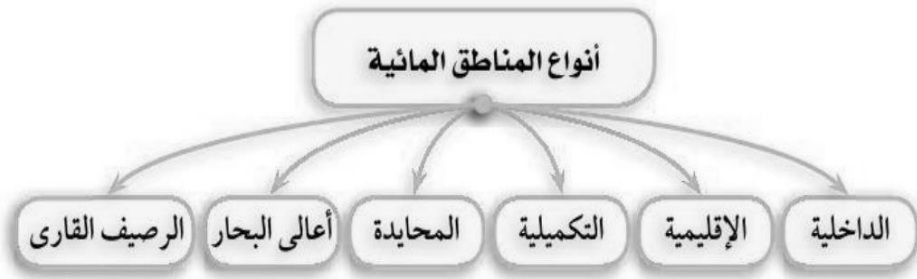 أنواع المناطق المائية
الداخلية
الإقليمية
التكميلية
المحايدة
أعالى البحار
الرصيف القارى